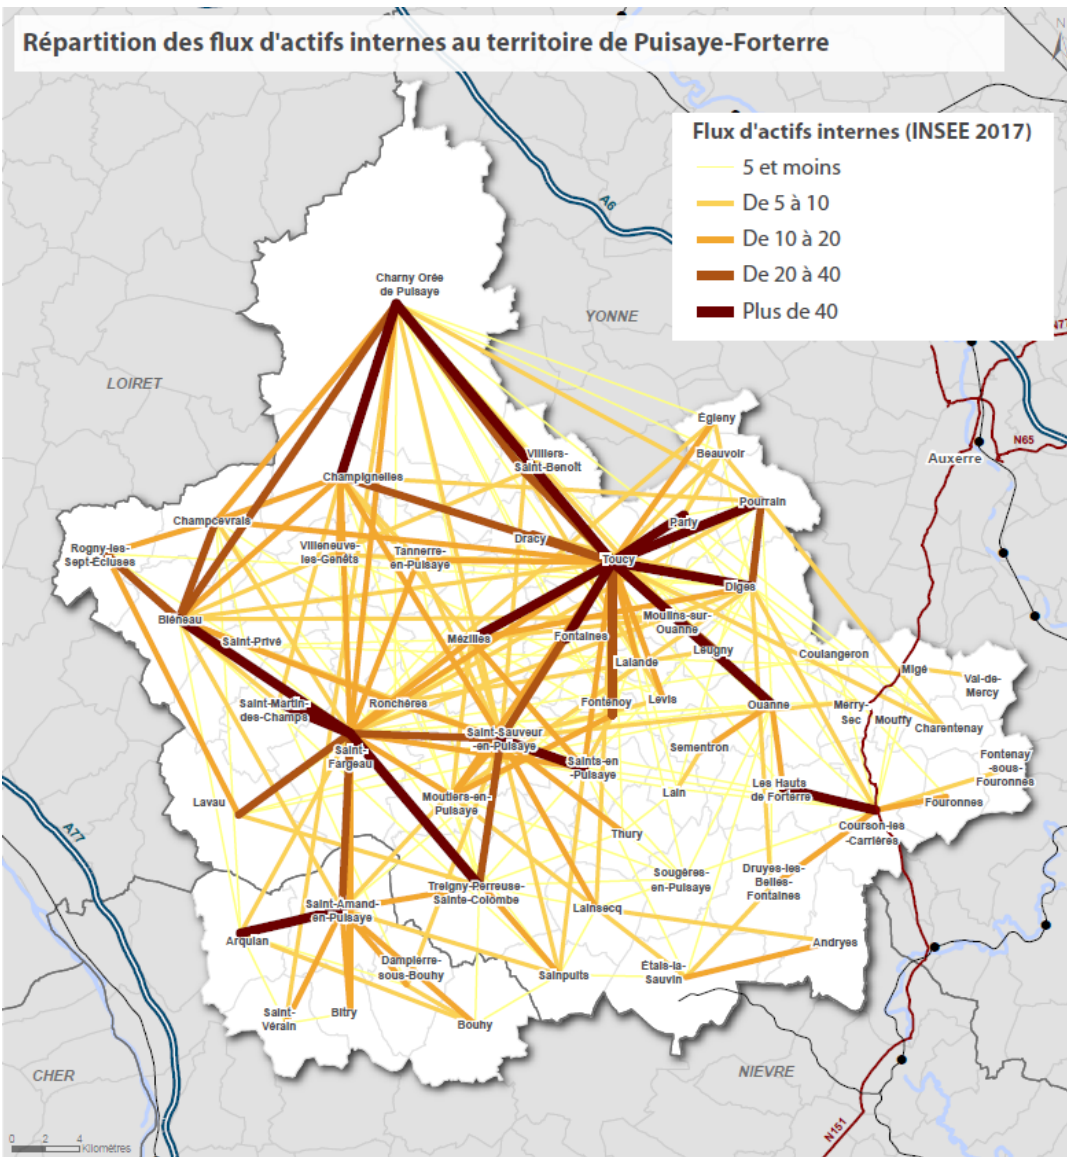 Répartition des flux d'actifs internes au territoire de Puisaye-Forterre
N
A6
Flux d'actifs internes (INSEE 2017)
5 et moins
De 5 à 10
De 10 à 20
De 20 à 40
Plus de 40
Charny Orée
de Puisaye
YONNE
LOIRET
N77
N65
Auxerre
Égleny
Beauvoir
Villiers-
Saint-Benoît
Champignelles
Pourrain
Champcevrais
Parly
Dracy
Rogny-les-
Sept-Écluses
Villeneuve-
les-Genêts
Tannerre-
en-Puisaye
Toucy
Diges
Bléneau
Moulins-sur-
Ouanne
Saint-Privé
Mézilles
Fontaines
Leugny
Coulangeron
Lalande
Migé
Val-de-
Mercy
Saint-Martin-
des-Champs
Ronchères
Fontenoy
Levis
Ouanne
Merry-
Sec
Mouffy
Charentenay
Saint-Sauveur
-en-Puisaye
Saint-
Fargeau
Sementron
Saints-en
-Puisaye
Fontenay
-sous-
Fouronnes
Lavau
Moutiers-en-
Puisaye
Lain
Les Hauts
de Forterre
Fouronnes
Courson-les
-Carrières
Thury
A77
Treigny-Perreuse-
Sainte-Colombe
Sougères-
en-Puisaye
Druyes-les-
Belles-
Fontaines
Saint-Amand-
en-Puisaye
Lainsecq
Arquian
Andryes
Dampierre-
sous-Bouhy
Sainpuits
Étais-la-
Sauvin
Saint-
Vérain
Bitry
Bouhy
CHER
NIEVRE
N151
0 2 4
Kilomètres